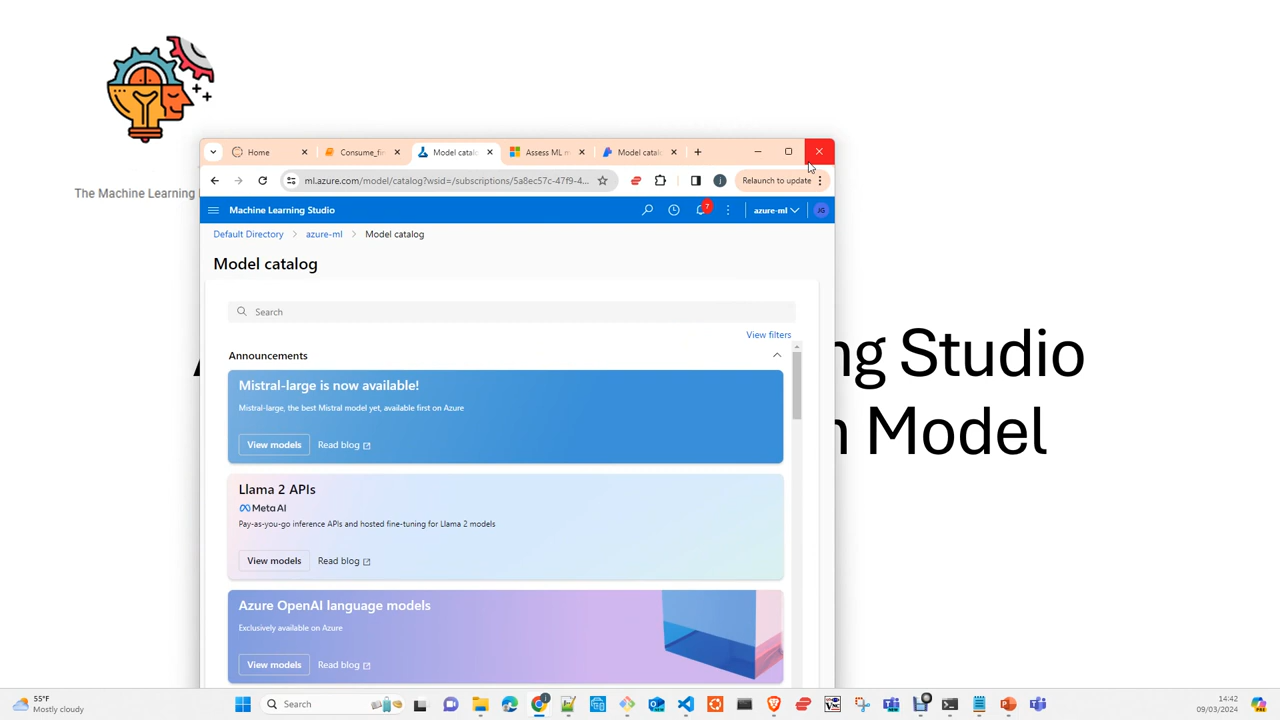 The Machine Learning
Home
Consume_fi
Model catal
Assess ML m
Model catal
ml.azure.com/model/catalog?wsid=/subscriptions/5a8ec57c-47f9-4...
Relaunch to update
Machine Learning Studio
7
azure-ml
JG
Default Directory
azure-ml
Model catalog
Model catalog
Search
View filters
Announcements
Mistral-large is now available!
Mistral-large, the best Mistral model yet, available first on Azure
View models
Read blog
Llama 2 APIs
Meta AI
Pay-as-you-go inference APIs and hosted fine-tuning for Llama 2 models
View models
Read blog
Azure OpenAI language models
Exclusively available on Azure
View models
Read blog
ng Studio
Model
55°F
Mostly cloudy
Search
14:42
09/03/2024